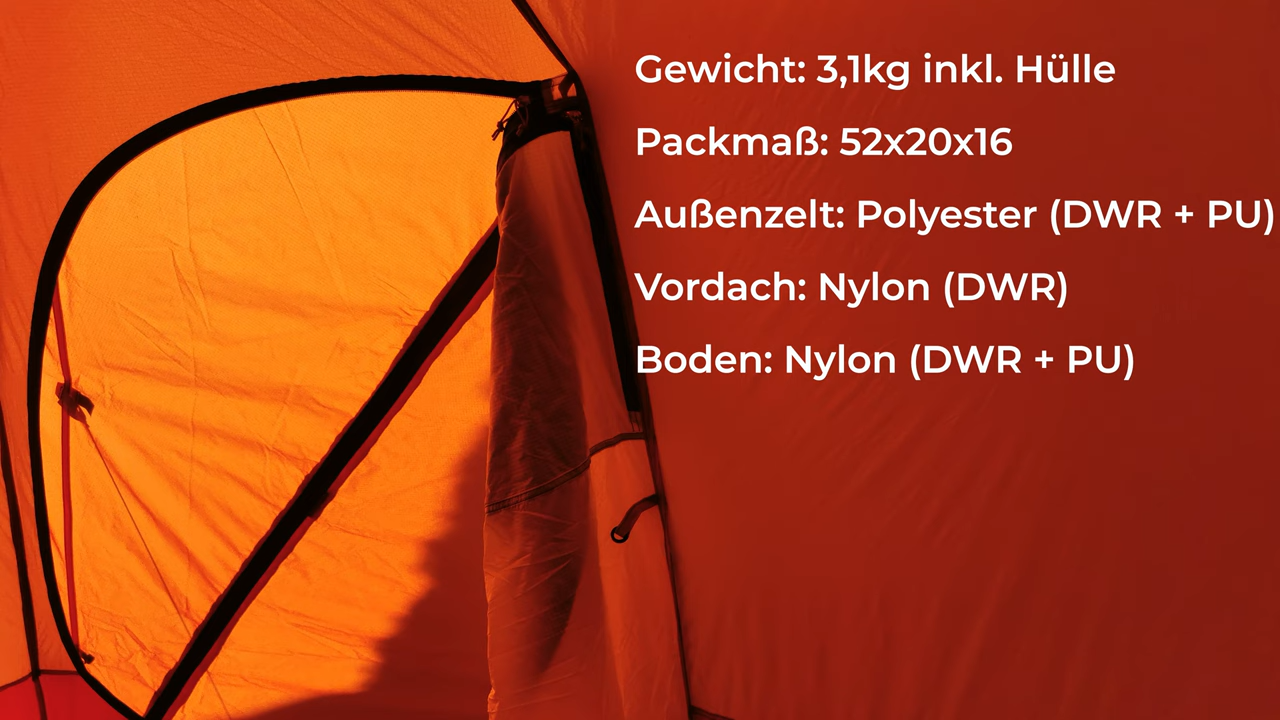 Gewicht: 3,1kg inkl. Hülle
Packmaß: 52x20x16
Außenzelt: Polyester (DWR + PU)
Vordach: Nylon (DWR)
Boden: Nylon (DWR + PU)